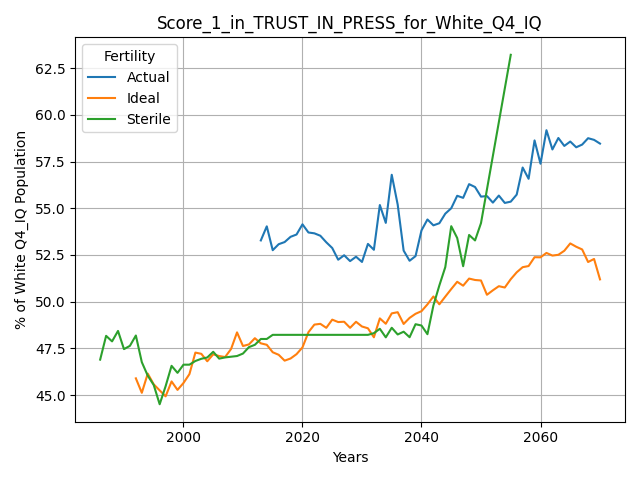 Score_1_in_TRUST_IN_PRESS_for_White_Q4_IQ
Fertility
Actual
Ideal
Sterile
% of White Q4_IQ Population
62.5
60.0
57.5
55.0
52.5
50.0
47.5
45.0
2000
2020
2040
2060
Years